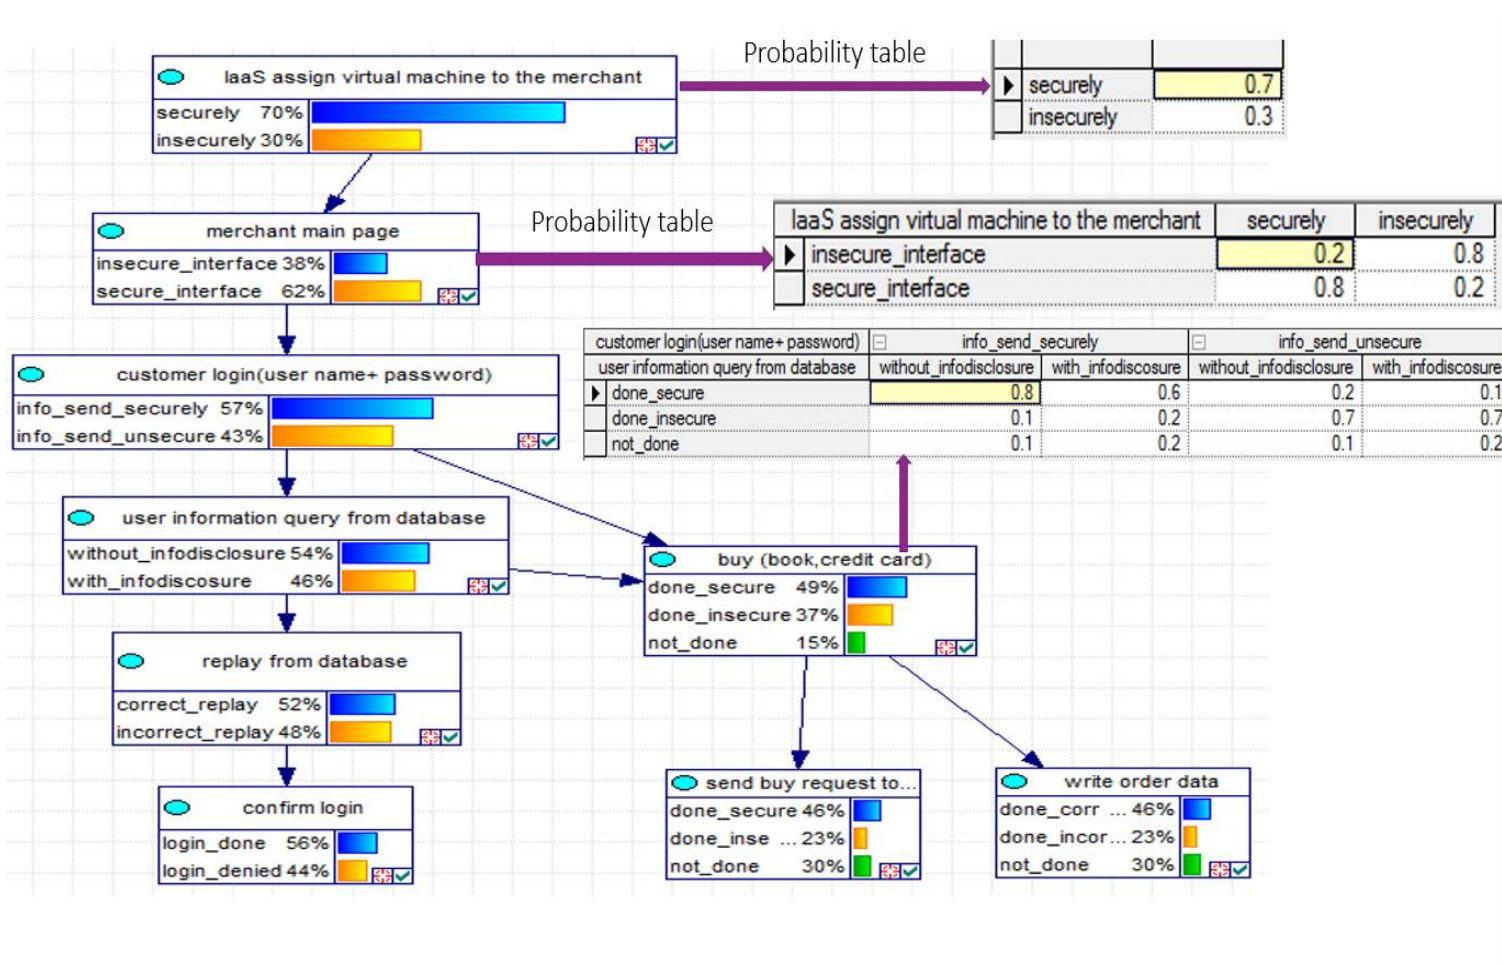 Probability table
IaaS assign virtual machine to the merchant
securely 70%
insecurely 30%
securely 0.7
insecurely 0.3
merchant main page
insecure_interface 38%
secure_interface 62%
Probability table
IaaS assign virtual machine to the merchant securely insecurely
insecure_interface 0.2 0.8
secure_interface 0.8 0.2
customer login(user name+ password) info_send_securely info_send_unsecure
user information query from database without_infodisclosure with_infodiscosure without_infodisclosure with_infodiscosure
done_secure 0.8 0.6 0.2 0.1
done_insecure 0.1 0.2 0.7 0.7
not_done 0.1 0.2 0.1 0.2
customer login(user name+ password)
info_send_securely 57%
info_send_unsecure 43%
user information query from database
without_infodisclosure 54%
with_infodiscosure 46%
buy (book,credit card)
done_secure 49%
done_insecure 37%
not_done 15%
replay from database
correct_replay 52%
incorrect_replay 48%
confirm login
login_done 56%
login_denied 44%
send buy request to...
done_secure 46%
done_inse ... 23%
not_done 30%
write order data
done_corr ... 46%
done_incor... 23%
not_done 30%